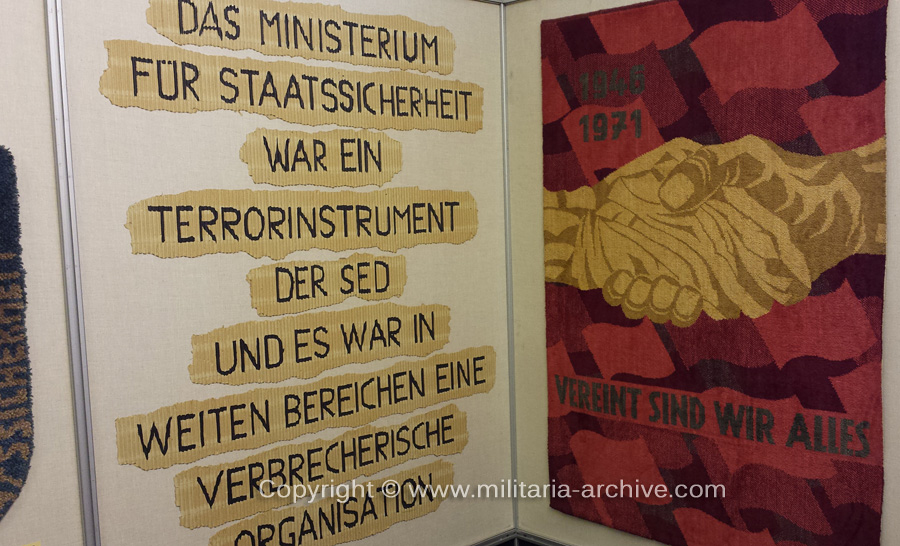 DAS MINISTERIUM
FÜR STAATSSICHERHEIT
WAR EIN
TERRORINSTRUMENT
DER SED
UND ES WAR IN
WEITEN BEREICHEN EINE
VERBRECHERISCHE
ORGANISATION
1946
1971
VEREINT SIND WIR ALLES
Copyright © www.militaria-archive.com